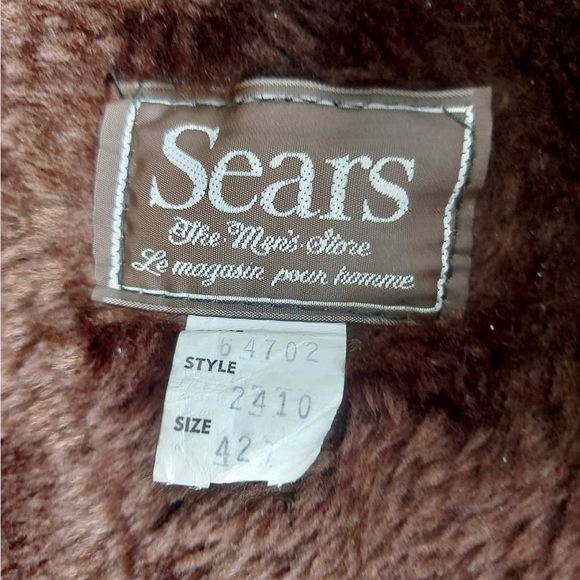 Sears
The Men's Store
Le magasin pour homme
64702
STYLE
2410
SIZE
42